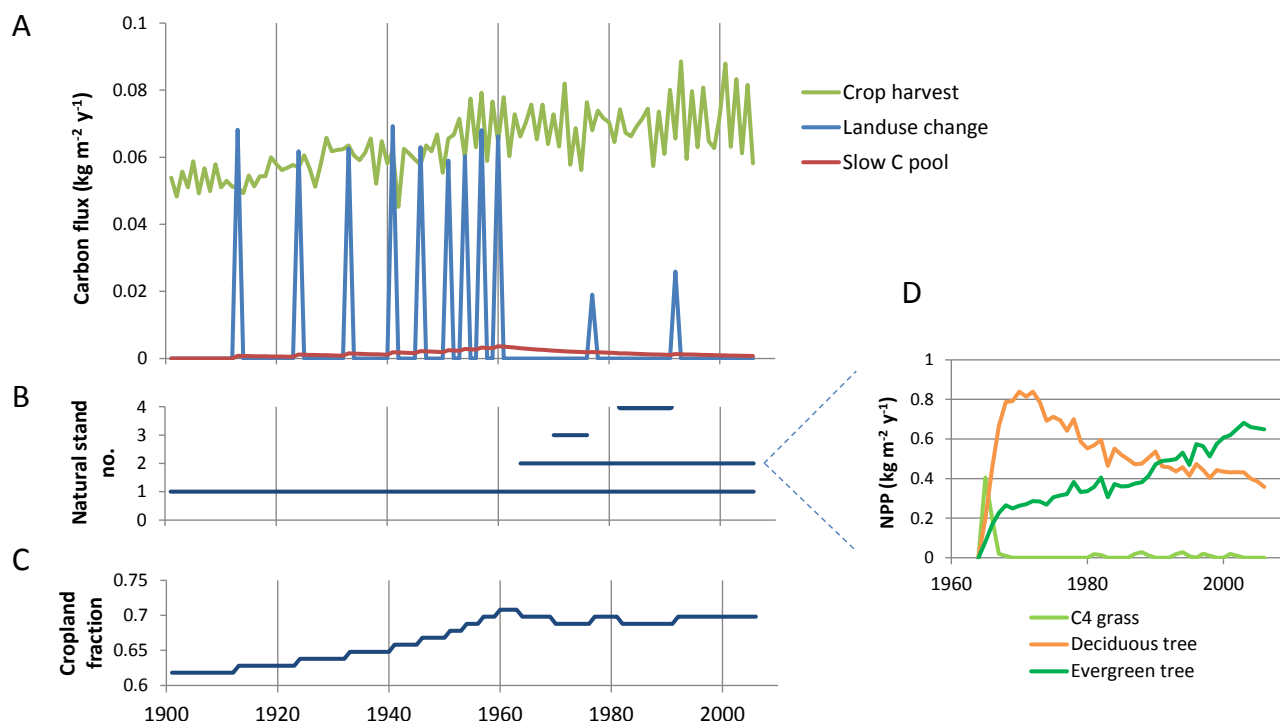 A
Carbon flux (kg m⁻² y⁻¹)
0.1
0.08
0.06
0.04
0.02
0
Crop harvest
Landuse change
Slow C pool
B
Natural stand
no.
4
3
2
1
0
C
Cropland
fraction
0.75
0.7
0.65
0.6
1900 1920 1940 1960 1980 2000
D
NPP (kg m⁻² y⁻¹)
1
0.8
0.6
0.4
0.2
0
1960 1980 2000
C4 grass
Deciduous tree
Evergreen tree